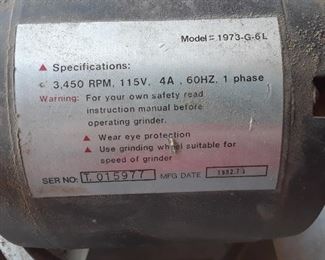 Model = 1973-G-6L
▲ Specifications:
3,450 RPM, 115V, 4A, 60HZ, 1 phase
Warning: For your own safety read
instruction manual before
operating grinder.
▲ Wear eye protection
▲ Use grinding wheel suitable for
speed of grinder
SER NO: T. 015977 MFG DATE